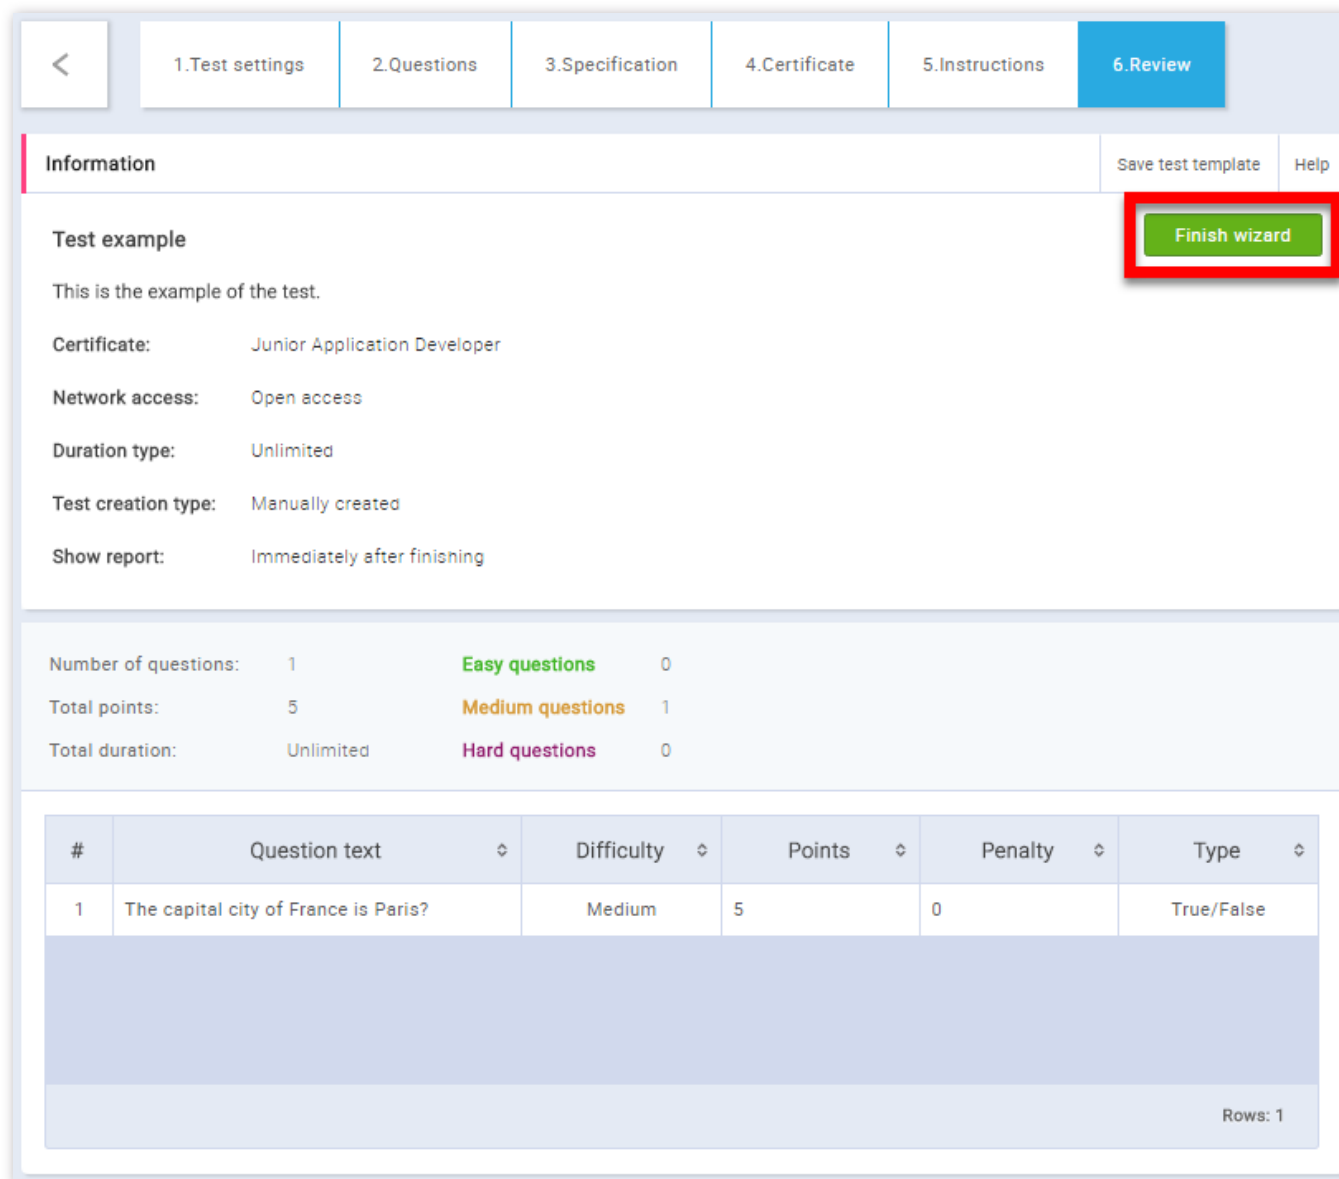 <
1.Test settings 2.Questions 3.Specification 4.Certificate 5.Instructions 6.Review
Information Save test template Help
Test example Finish wizard
This is the example of the test.
Certificate: Junior Application Developer
Network access: Open access
Duration type: Unlimited
Test creation type: Manually created
Show report: Immediately after finishing
Number of questions: 1 Easy questions 0
Total points: 5 Medium questions 1
Total duration: Unlimited Hard questions 0
# Question text Difficulty Points Penalty Type
1 The capital city of France is Paris? Medium 5 0 True/False
Rows: 1